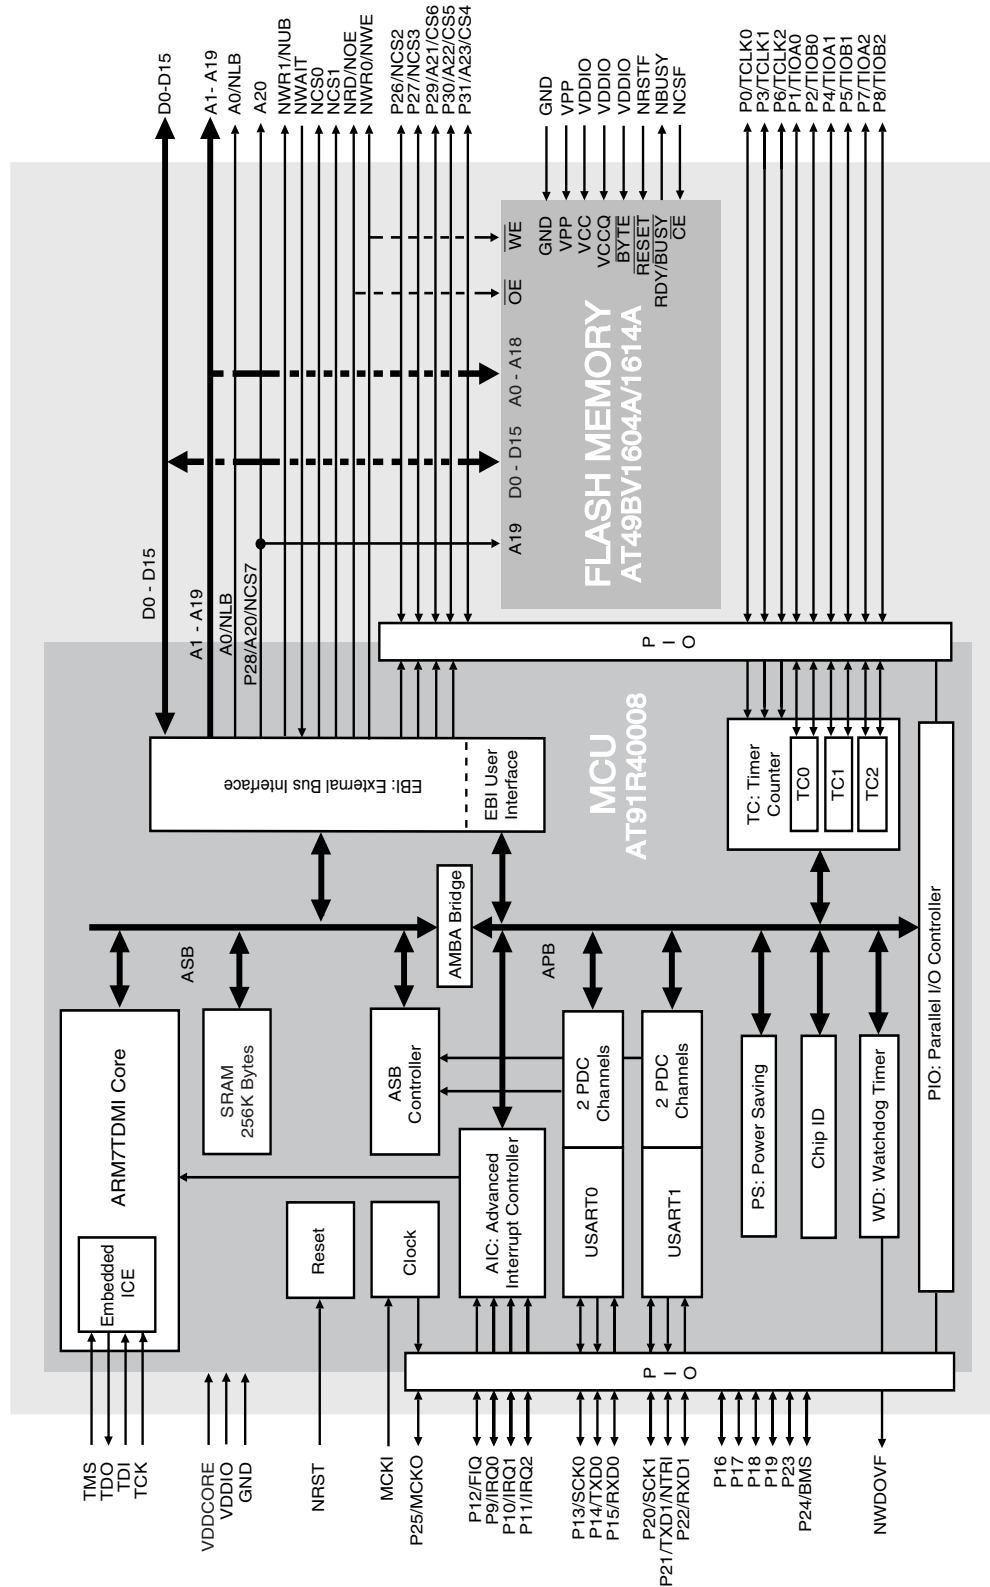 TMS
TDO
TDI
TCK
VDDCORE
VDDIO
GND
NRST
MCKI
P25/MCKO
P12/FIQ
P9/IRQ0
P10/IRQ1
P11/IRQ2
P13/SCK0
P14/TXD0
P15/RXD0
P20/SCK1
P21/TXD1/NTRI
P22/RXD1
P16
P17
P18
P19
P23
P24/BMS
NWDOVF
P
I
O
Embedded
ICE
ARM7TDMI Core
Reset
Clock
SRAM
256K Bytes
ASB
Controller
AIC: Advanced
Interrupt Controller
USART0
2 PDC
Channels
USART1
2 PDC
Channels
PS: Power Saving
Chip ID
WD: Watchdog Timer
PIO: Parallel I/O Controller
ASB
AMBA Bridge
APB
EBI: External Bus Interface
EBI User
Interface
MCU
AT91R40008
TC: Timer
Counter
TC0
TC1
TC2
P
I
O
D0 - D15
A1 - A19
A0/NLB
P28/A20/NCS7
A19
D0 - D15
A0 - A18
OE
WE
FLASH MEMORY
AT49BV1604A/1614A
GND
VPP
VCC
VCCQ
BYTE
RESET
RDY/BUSY
CE
D0-D15
A1- A19
A0/NLB
A20
NWR1/NUB
NWAIT
NCS0
NCS1
NRD/NOE
NWR0/NWE
P26/NCS2
P27/NCS3
P29/A21/CS6
P30/A22/CS5
P31/A23/CS4
GND
VPP
VDDIO
VDDIO
VDDIO
NRSTF
NBUSY
NCSF
P0/TCLK0
P3/TCLK1
P6/TCLK2
P1/TIOA0
P2/TIOB0
P4/TIOA1
P5/TIOB1
P7/TIOA2
P8/TIOB2